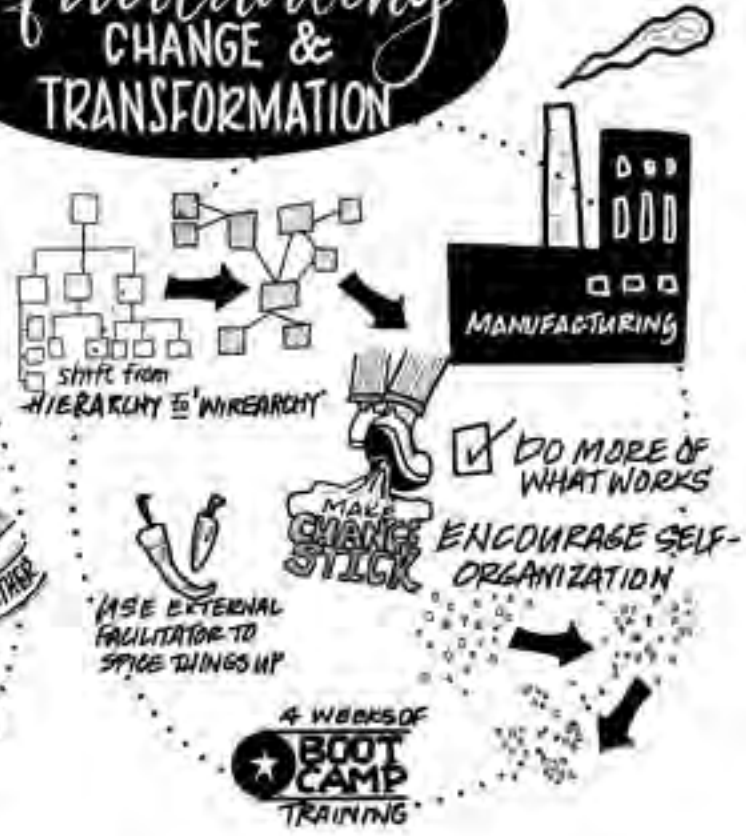 facilitating
CHANGE &
TRANSFORMATION
MANUFACTURING
shift from
HIERARCHY to 'WIREARCHY'
DO MORE OF
WHAT WORKS
MAKE
CHANGE
STICK
ENCOURAGE SELF-
ORGANIZATION
USE EXTERNAL
FACILITATOR TO
SPICE THINGS UP
4 WEEKS OF
BOOT
CAMP
TRAINING